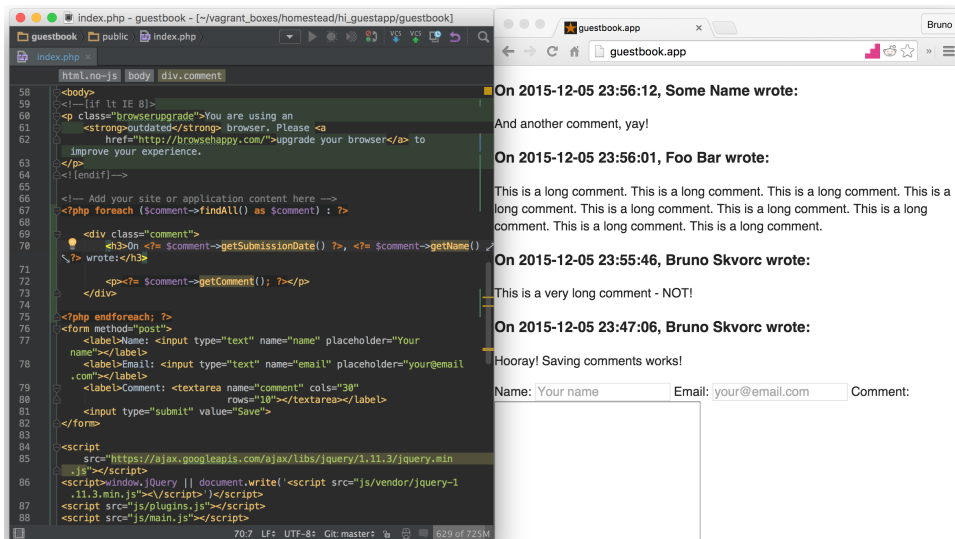 index.php - guestbook - [~/vagrant_boxes/homestead/hi_guestapp/guestbook]
guestbook public index.php
VCS VCS
index.php
html.no-js body div.comment
58 <body>
59 <!--[if lt IE 8]>
60 <p class="browserupgrade">You are using an
61 <strong>outdated</strong> browser. Please <a
62 href="http://browsehappy.com/">upgrade your browser</a> to
improve your experience.
63 </p>
64 <![endif]-->
65
66 <!-- Add your site or application content here -->
67 <?php foreach ($comment->findAll() as $comment) : ?>
68
69 <div class="comment">
70 <h3>On <?= $comment->getSubmissionDate() ?>, <?= $comment->getName()
?> wrote:</h3>
71
72 <p><?= $comment->getComment(); ?></p>
73 </div>
74
75 <?php endforeach; ?>
76 <form method="post">
77 <label>Name: <input type="text" name="name" placeholder="Your
name"></label>
78 <label>Email: <input type="text" name="email" placeholder="your@email
.com"></label>
79 <label>Comment: <textarea name="comment" cols="30"
80 rows="10"></textarea></label>
81 <input type="submit" value="Save">
82 </form>
83
84 <script
85 src="https://ajax.googleapis.com/ajax/libs/jquery/1.11.3/jquery.min
.js"></script>
86 <script>window.jQuery || document.write('<script src="js/vendor/jquery-1
.11.3.min.js"><\/script>')</script>
87 <script src="js/plugins.js"></script>
88 <script src="js/main.js"></script>
70:7 LF UTF-8 Git: master 629 of 725M
guestbook.app
Bruno
guestbook.app
On 2015-12-05 23:56:12, Some Name wrote:
And another comment, yay!
On 2015-12-05 23:56:01, Foo Bar wrote:
This is a long comment. This is a long comment. This is a long comment. This is a
long comment. This is a long comment. This is a long comment. This is a long
comment. This is a long comment. This is a long comment.
On 2015-12-05 23:55:46, Bruno Skvorc wrote:
This is a very long comment - NOT!
On 2015-12-05 23:47:06, Bruno Skvorc wrote:
Hooray! Saving comments works!
Name: Your name Email: your@email.com Comment: